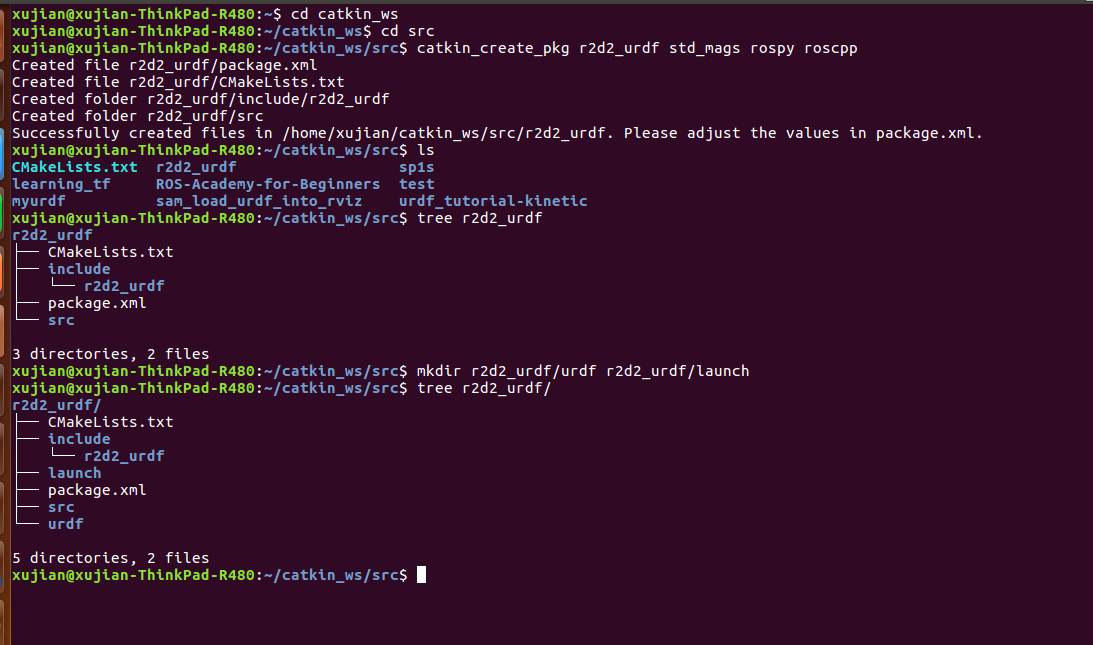 xujian@xujian-ThinkPad-R480:~$ cd catkin_ws
xujian@xujian-ThinkPad-R480:~/catkin_ws$ cd src
xujian@xujian-ThinkPad-R480:~/catkin_ws/src$ catkin_create_pkg r2d2_urdf std_mags rospy roscpp
Created file r2d2_urdf/package.xml
Created file r2d2_urdf/CMakeLists.txt
Created folder r2d2_urdf/include/r2d2_urdf
Created folder r2d2_urdf/src
Successfully created files in /home/xujian/catkin_ws/src/r2d2_urdf. Please adjust the values in package.xml.
xujian@xujian-ThinkPad-R480:~/catkin_ws/src$ ls
CMakeLists.txt  r2d2_urdf                  sp1s
learning_tf     ROS-Academy-for-Beginners  test
myurdf          sam_load_urdf_into_rviz    urdf_tutorial-kinetic
xujian@xujian-ThinkPad-R480:~/catkin_ws/src$ tree r2d2_urdf
r2d2_urdf
├── CMakeLists.txt
├── include
│   └── r2d2_urdf
├── package.xml
└── src

3 directories, 2 files
xujian@xujian-ThinkPad-R480:~/catkin_ws/src$ mkdir r2d2_urdf/urdf r2d2_urdf/launch
xujian@xujian-ThinkPad-R480:~/catkin_ws/src$ tree r2d2_urdf/
r2d2_urdf/
├── CMakeLists.txt
├── include
│   └── r2d2_urdf
├── launch
├── package.xml
├── src
└── urdf

5 directories, 2 files
xujian@xujian-ThinkPad-R480:~/catkin_ws/src$